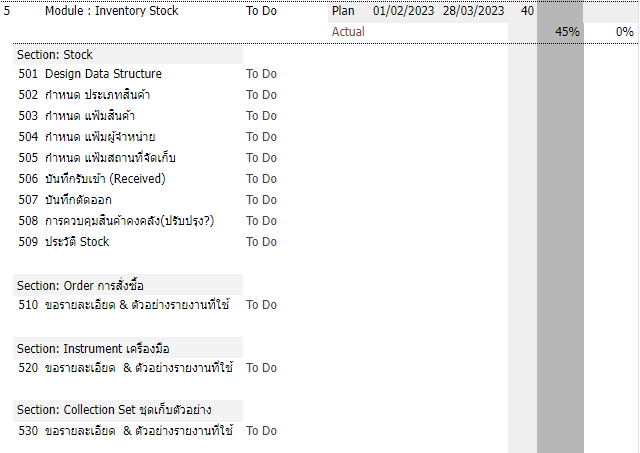 5 Module : Inventory Stock To Do Plan 01/02/2023 28/03/2023 40
Actual 45% 0%
Section: Stock
501 Design Data Structure To Do
502 กำหนด ประเภทสินค้า To Do
503 กำหนด แฟ้มสินค้า To Do
504 กำหนด แฟ้มผู้จำหน่าย To Do
505 กำหนด แฟ้มสถานที่จัดเก็บ To Do
506 บันทึกรับเข้า (Received) To Do
507 บันทึกตัดออก To Do
508 การควบคุมสินค้าคงคลัง(ปรับปรุง?) To Do
509 ประวัติ Stock To Do
Section: Order การสั่งซื้อ
510 ขอรายละเอียด & ตัวอย่างรายงานที่ใช้ To Do
Section: Instrument เครื่องมือ
520 ขอรายละเอียด & ตัวอย่างรายงานที่ใช้ To Do
Section: Collection Set ชุดเก็บตัวอย่าง
530 ขอรายละเอียด & ตัวอย่างรายงานที่ใช้ To Do